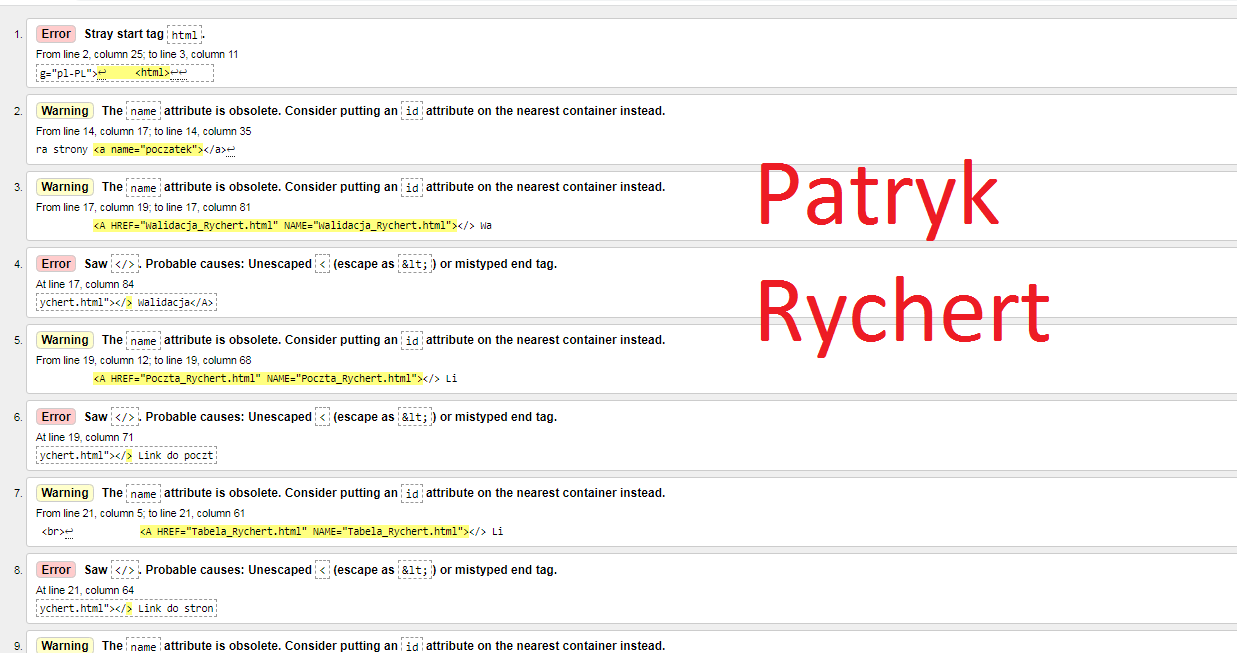 1. Error Stray start tag html.
From line 2, column 25; to line 3, column 11
g="pl-PL">↩ <html>↩↩
2. Warning The name attribute is obsolete. Consider putting an id attribute on the nearest container instead.
From line 14, column 17; to line 14, column 35
ra strony <a name="poczatek"></a>↩
3. Warning The name attribute is obsolete. Consider putting an id attribute on the nearest container instead.
From line 17, column 19; to line 17, column 81
<A HREF="Walidacja_Rychert.html" NAME="Walidacja_Rychert.html"></> Wa
Patryk
4. Error Saw </>. Probable causes: Unescaped < (escape as &lt;) or mistyped end tag.
At line 17, column 84
ychert.html"></> Walidacja</A>
Rychert
5. Warning The name attribute is obsolete. Consider putting an id attribute on the nearest container instead.
From line 19, column 12; to line 19, column 68
<A HREF="Poczta_Rychert.html" NAME="Poczta_Rychert.html"></> Li
6. Error Saw </>. Probable causes: Unescaped < (escape as &lt;) or mistyped end tag.
At line 19, column 71
ychert.html"></> Link do poczt
7. Warning The name attribute is obsolete. Consider putting an id attribute on the nearest container instead.
From line 21, column 5; to line 21, column 61
<br>↩ <A HREF="Tabela_Rychert.html" NAME="Tabela_Rychert.html"></> Li
8. Error Saw </>. Probable causes: Unescaped < (escape as &lt;) or mistyped end tag.
At line 21, column 64
ychert.html"></> Link do stron
9. Warning The name attribute is obsolete. Consider putting an id attribute on the nearest container instead.